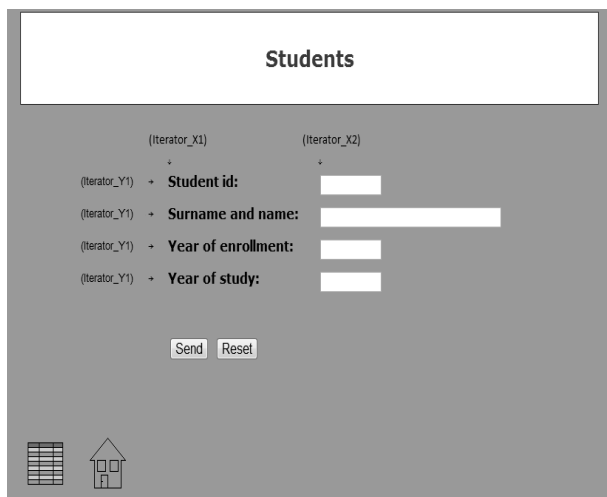 Students
(Iterator_X1) (Iterator_X2)
(Iterator_Y1) → Student id:
(Iterator_Y1) → Surname and name:
(Iterator_Y1) → Year of enrollment:
(Iterator_Y1) → Year of study:
Send Reset